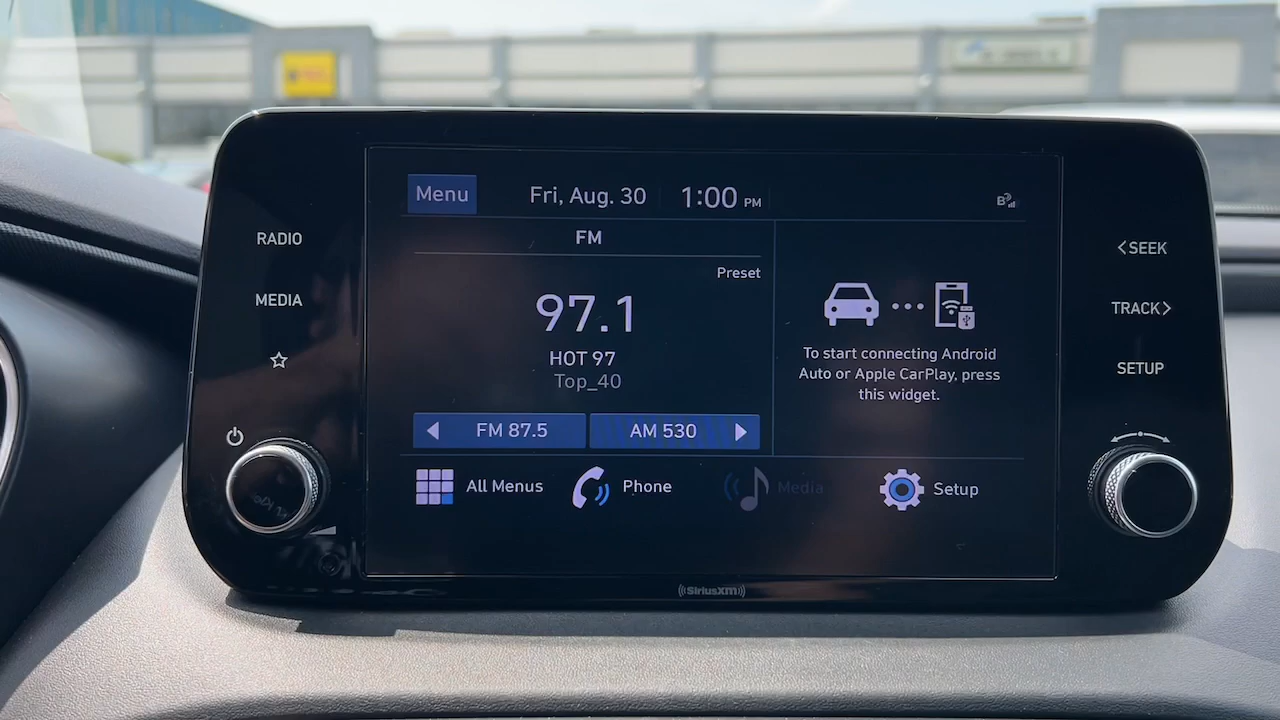 Menu
Fri, Aug. 30
1:00 PM
B
RADIO
MEDIA
FM
Preset
97.1
HOT 97
Top_40
FM 87.5
AM 530
To start connecting Android
Auto or Apple CarPlay, press
this widget.
All Menus
Phone
Media
Setup
<SEEK
TRACK>
SETUP
SiriusXM